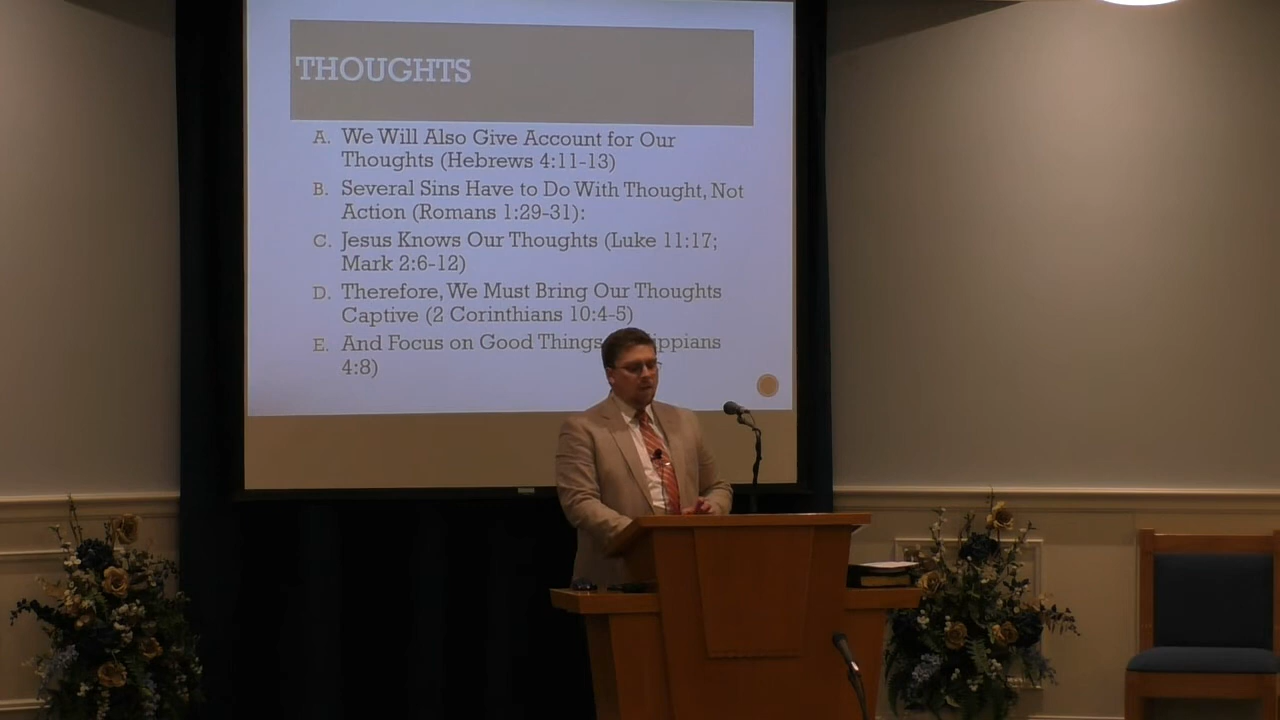 THOUGHTS
A. We Will Also Give Account for Our
Thoughts (Hebrews 4:11-13)
B. Several Sins Have to Do With Thought, Not
Action (Romans 1:29-31):
C. Jesus Knows Our Thoughts (Luke 11:17;
Mark 2:6-12)
D. Therefore, We Must Bring Our Thoughts
Captive (2 Corinthians 10:4-5)
E. And Focus on Good Things ippians
4:8)